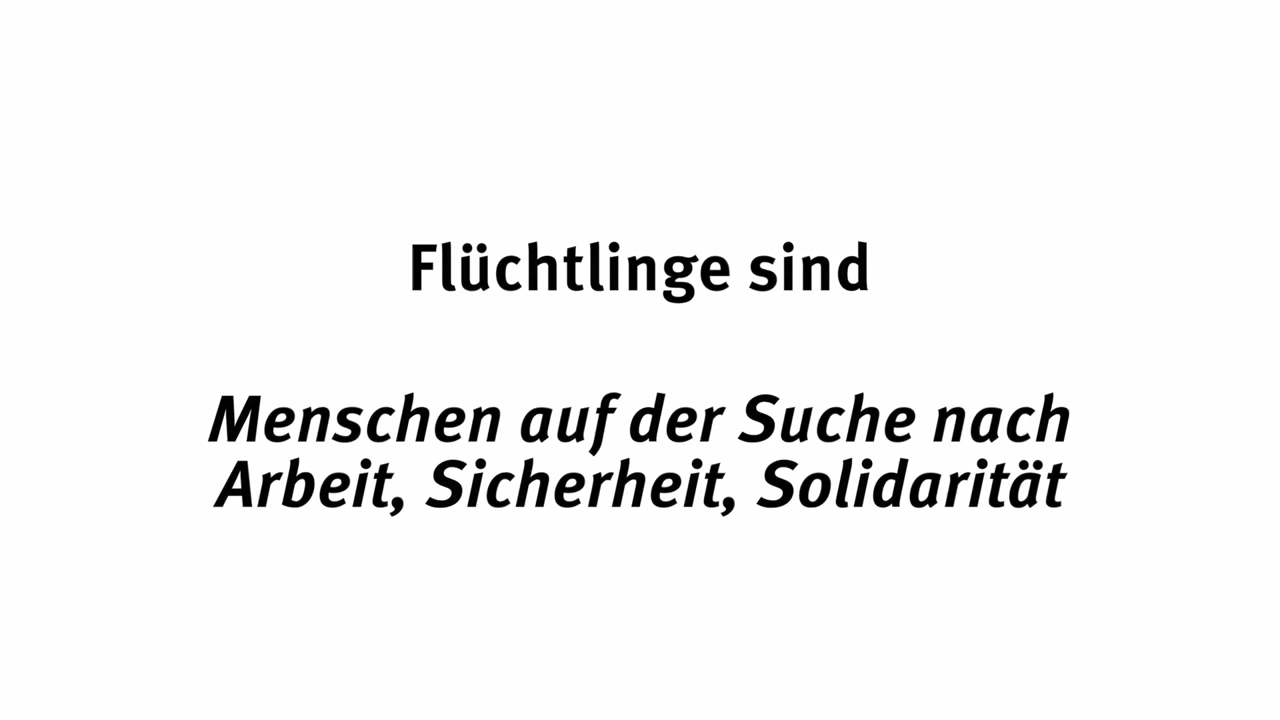 Flüchtlinge sind
Menschen auf der Suche nach
Arbeit, Sicherheit, Solidarität